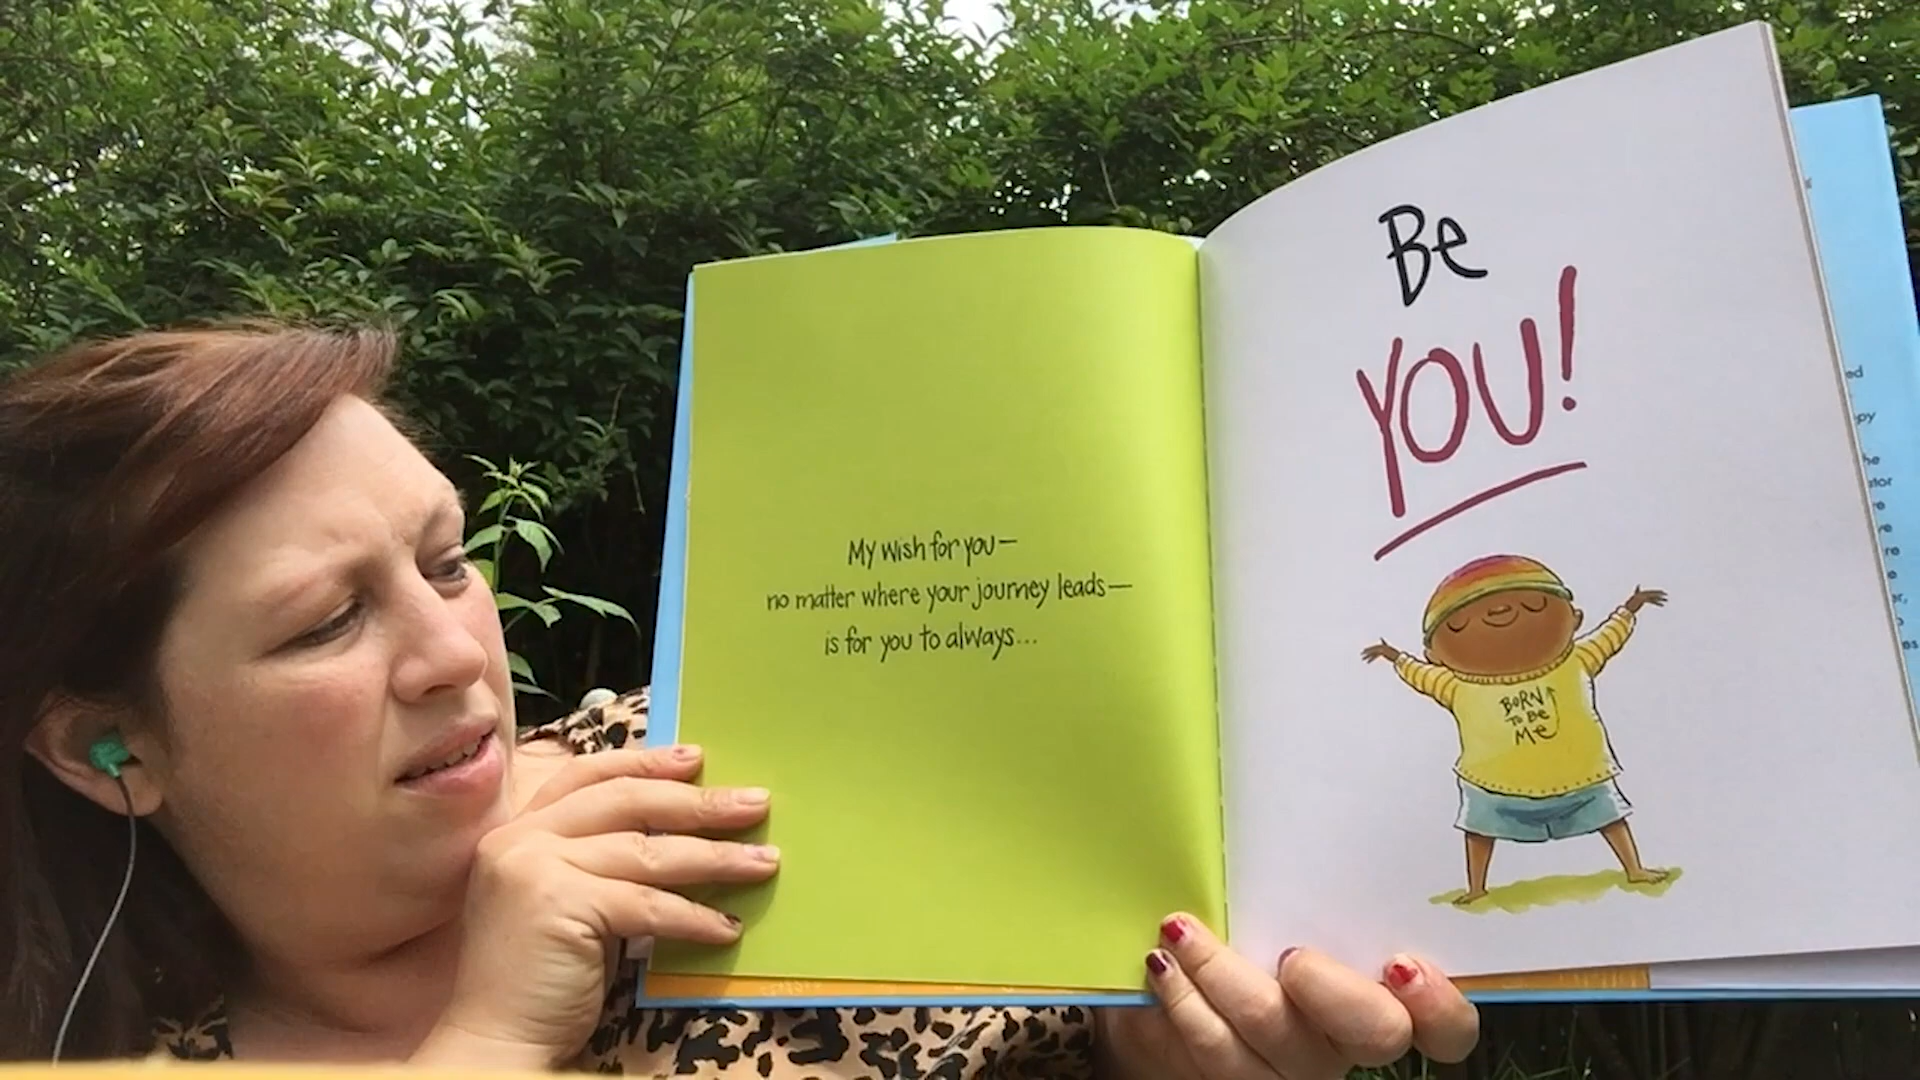 My wish for you—
no matter where your journey leads—
is for you to always...
Be
YOU!
BORN
TO BE
ME